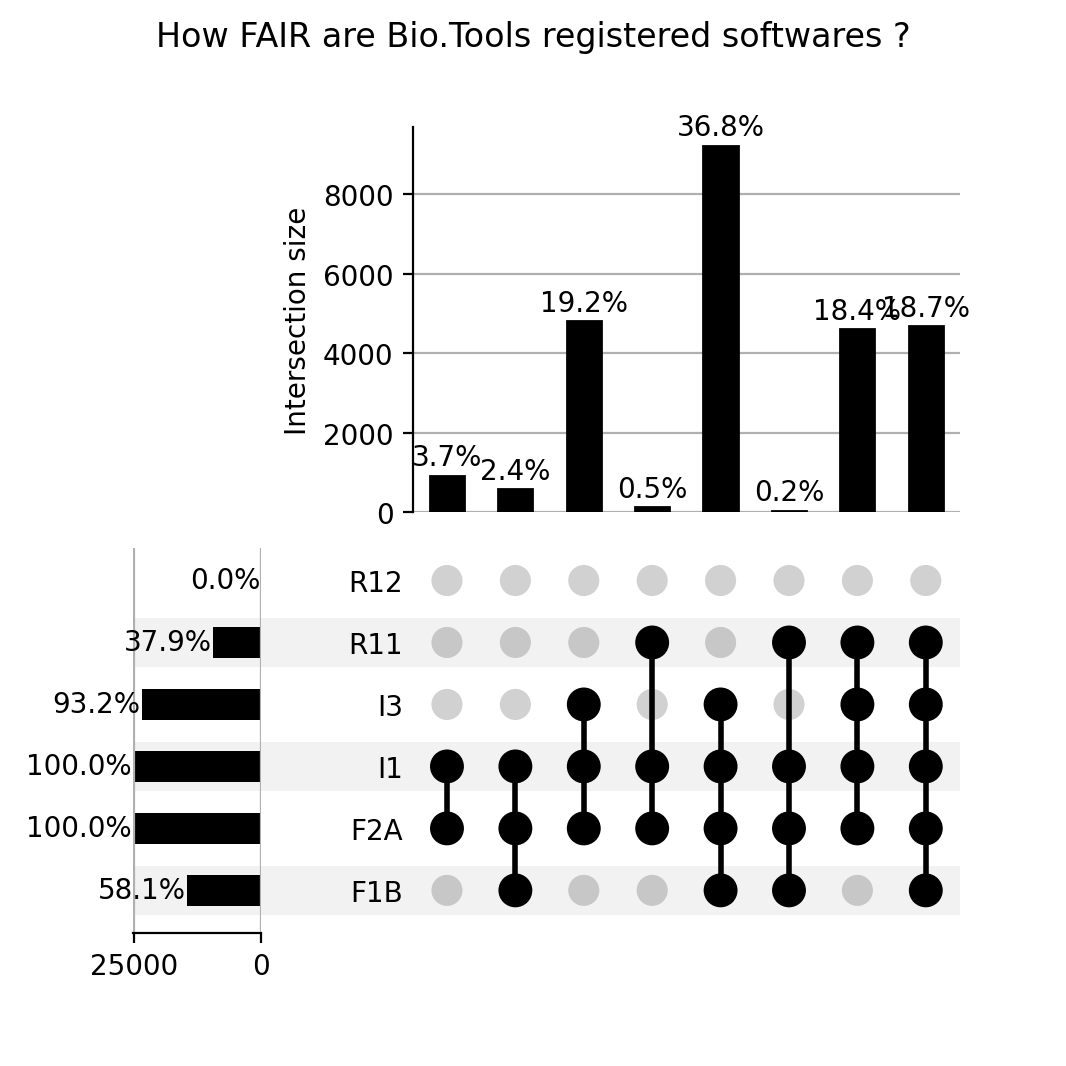 How FAIR are Bio.Tools registered softwares ?
36.8%
8000
6000
19.2%
18.4%
18.7%
4000
2000
3.7%
2.4%
0.5%
0.2%
0
Intersection size
0.0%
R12
37.9%
R11
93.2%
I3
100.0%
I1
100.0%
F2A
58.1%
F1B
25000
0